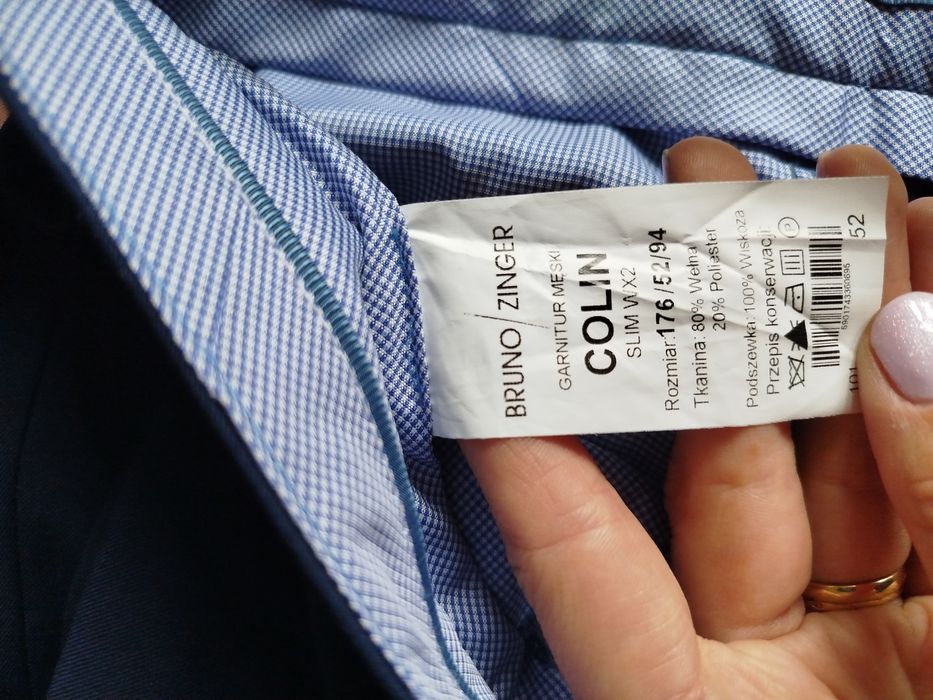 BRUNO / ZINGER
GARNITUR MĘSKI
COLIN
SLIM W X2
Rozmiar: 176/52/94
Tkanina: 80% Wełna
20% Poliester
Podszewka: 100% Wiskoza
Przepis konserwacji:
P
52
101